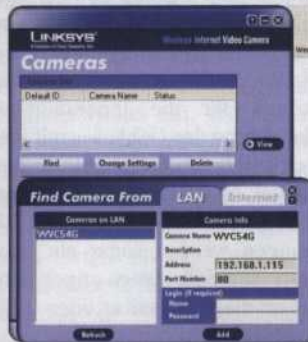 LINKSYS
Wireless Internet Video Camera
Cameras
Default ID Camera Name Status
View
Find Change Settings Delete
Find Camera From LAN Internet
Cameras on LAN Camera Info
WVC54G
Camera Name WVC54G
Description
Address 192.168.1.115
Port Number 80
Login (if required)
Name
Password
Refresh Add